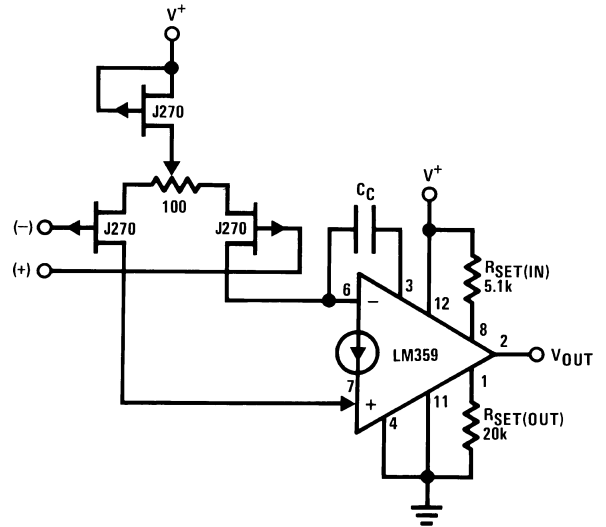 V+
J270
100
(–)
J270
J270
(+)
CC
V+
RSET(IN)
5.1k
6
–
3
12
8
2
LM359
VOUT
7
+
4
11
1
RSET(OUT)
20k